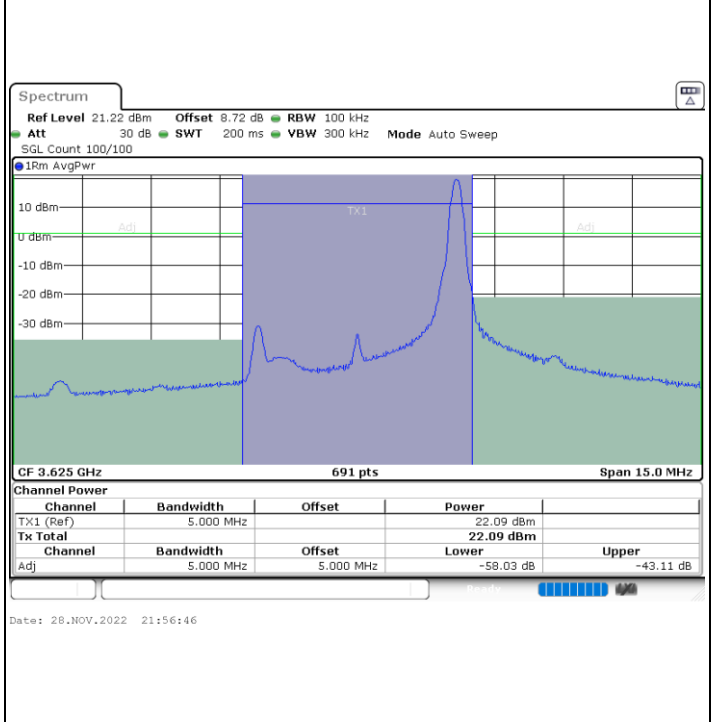 Spectrum
Ref Level 21.22 dBm Offset 8.72 dB RBW 100 kHz
Att 30 dB SWT 200 ms VBW 300 kHz Mode Auto Sweep
SGL Count 100/100
1Rm AvgPwr
10 dBm
TX1
Adj Adj
0 dBm
-10 dBm
-20 dBm
-30 dBm
CF 3.625 GHz 691 pts Span 15.0 MHz
Channel Power
Channel Bandwidth Offset Power
TX1 (Ref) 5.000 MHz 22.09 dBm
Tx Total 22.09 dBm
Channel Bandwidth Offset Lower Upper
Adj 5.000 MHz 5.000 MHz -58.03 dB -43.11 dB
Ready
Date: 28.NOV.2022 21:56:46